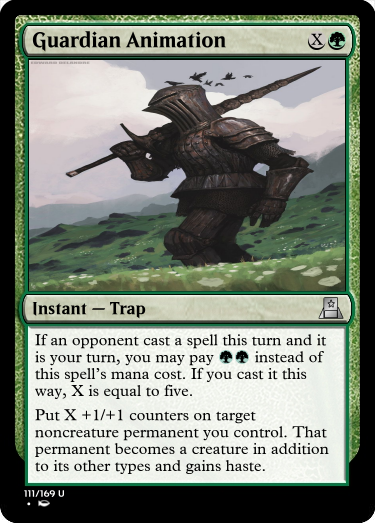 Guardian Animation X
Instant — Trap
If an opponent cast a spell this turn and it
is your turn, you may pay instead of
this spell's mana cost. If you cast it this
way, X is equal to five.
Put X +1/+1 counters on target
noncreature permanent you control. That
permanent becomes a creature in addition
to its other types and gains haste.
111/169 U